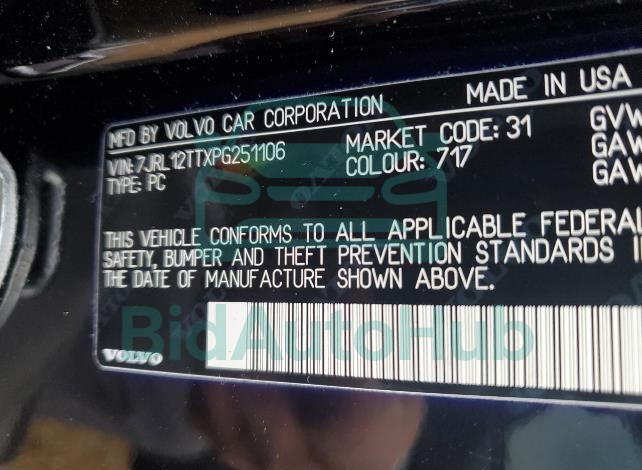 MFD BY VOLVO CAR CORPORATION MADE IN USA
VIN: 7JRL12TTXPG251106 MARKET CODE: 31 GVW
TYPE: PC COLOUR: 717 GAW
GAW
THIS VEHICLE CONFORMS TO ALL APPLICABLE FEDERAL
SAFETY, BUMPER AND THEFT PREVENTION STANDARDS I
THE DATE OF MANUFACTURE SHOWN ABOVE.
BidAutoHub
VOLVO